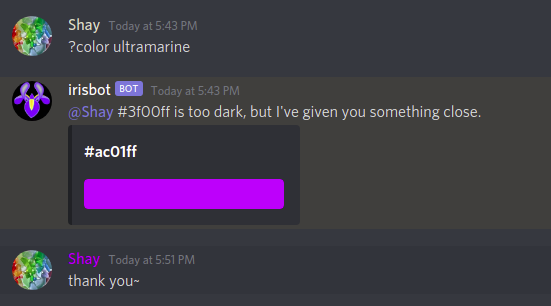 Shay Today at 5:43 PM
?color ultramarine
irisbot BOT Today at 5:43 PM
@Shay #3f00ff is too dark, but I've given you something close.
#ac01ff
Shay Today at 5:51 PM
thank you~